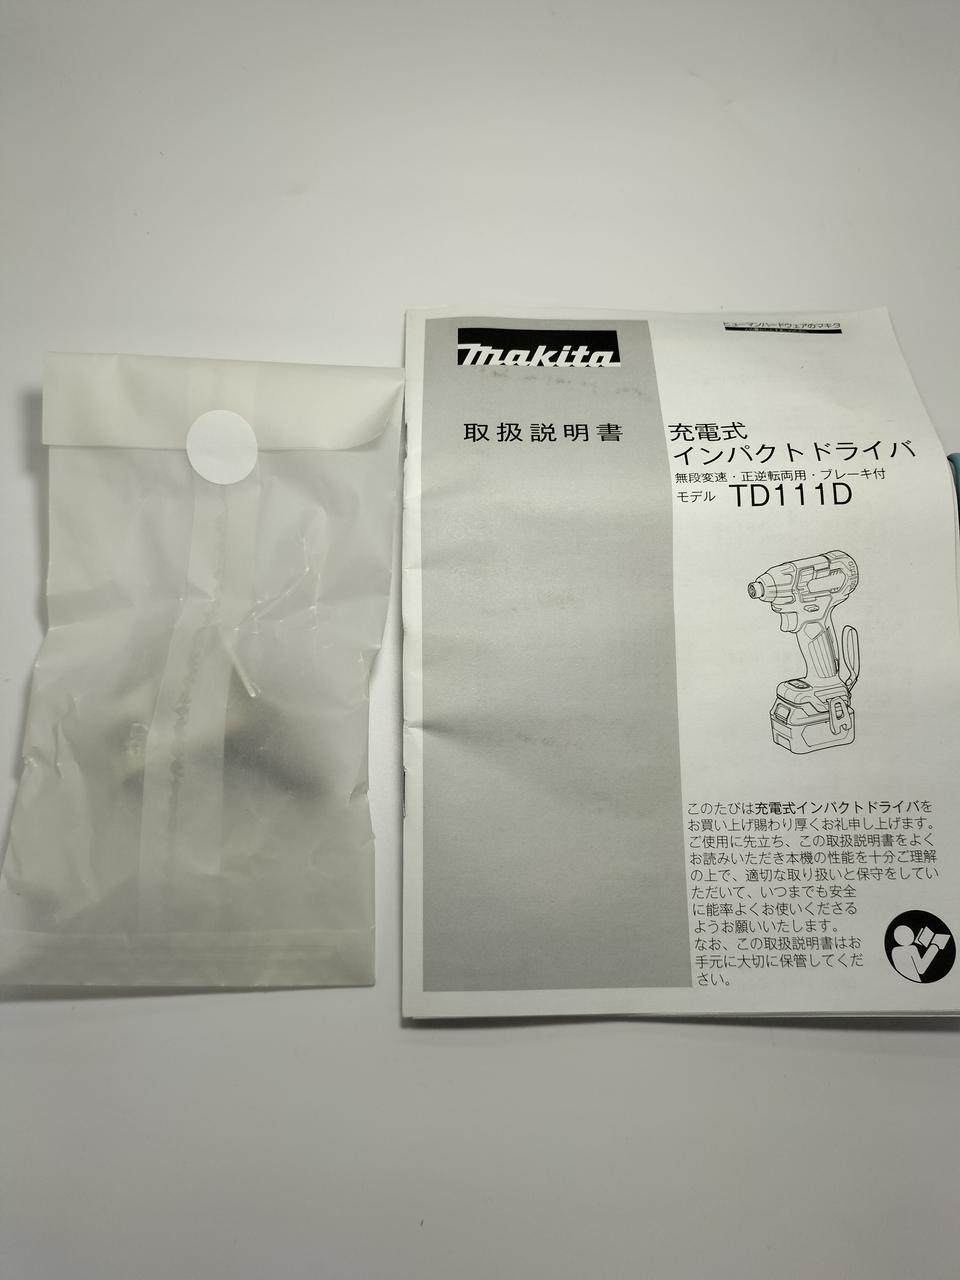 makita
ヒューマンハードウェアのマキタ
取扱説明書
充電式
インパクトドライバ
無段変速・正逆転両用・ブレーキ付
モデル TD111D
このたびは充電式インパクトドライバを
お買い上げ賜わり厚くお礼申し上げます。
ご使用に先立ち、この取扱説明書をよく
お読みいただき本機の性能を十分ご理解
の上で、適切な取り扱いと保守をしてい
ただいて、いつまでも安全
に能率よくお使いくださる
ようお願いいたします。
なお、この取扱説明書はお
手元に大切に保管してくだ
さい。